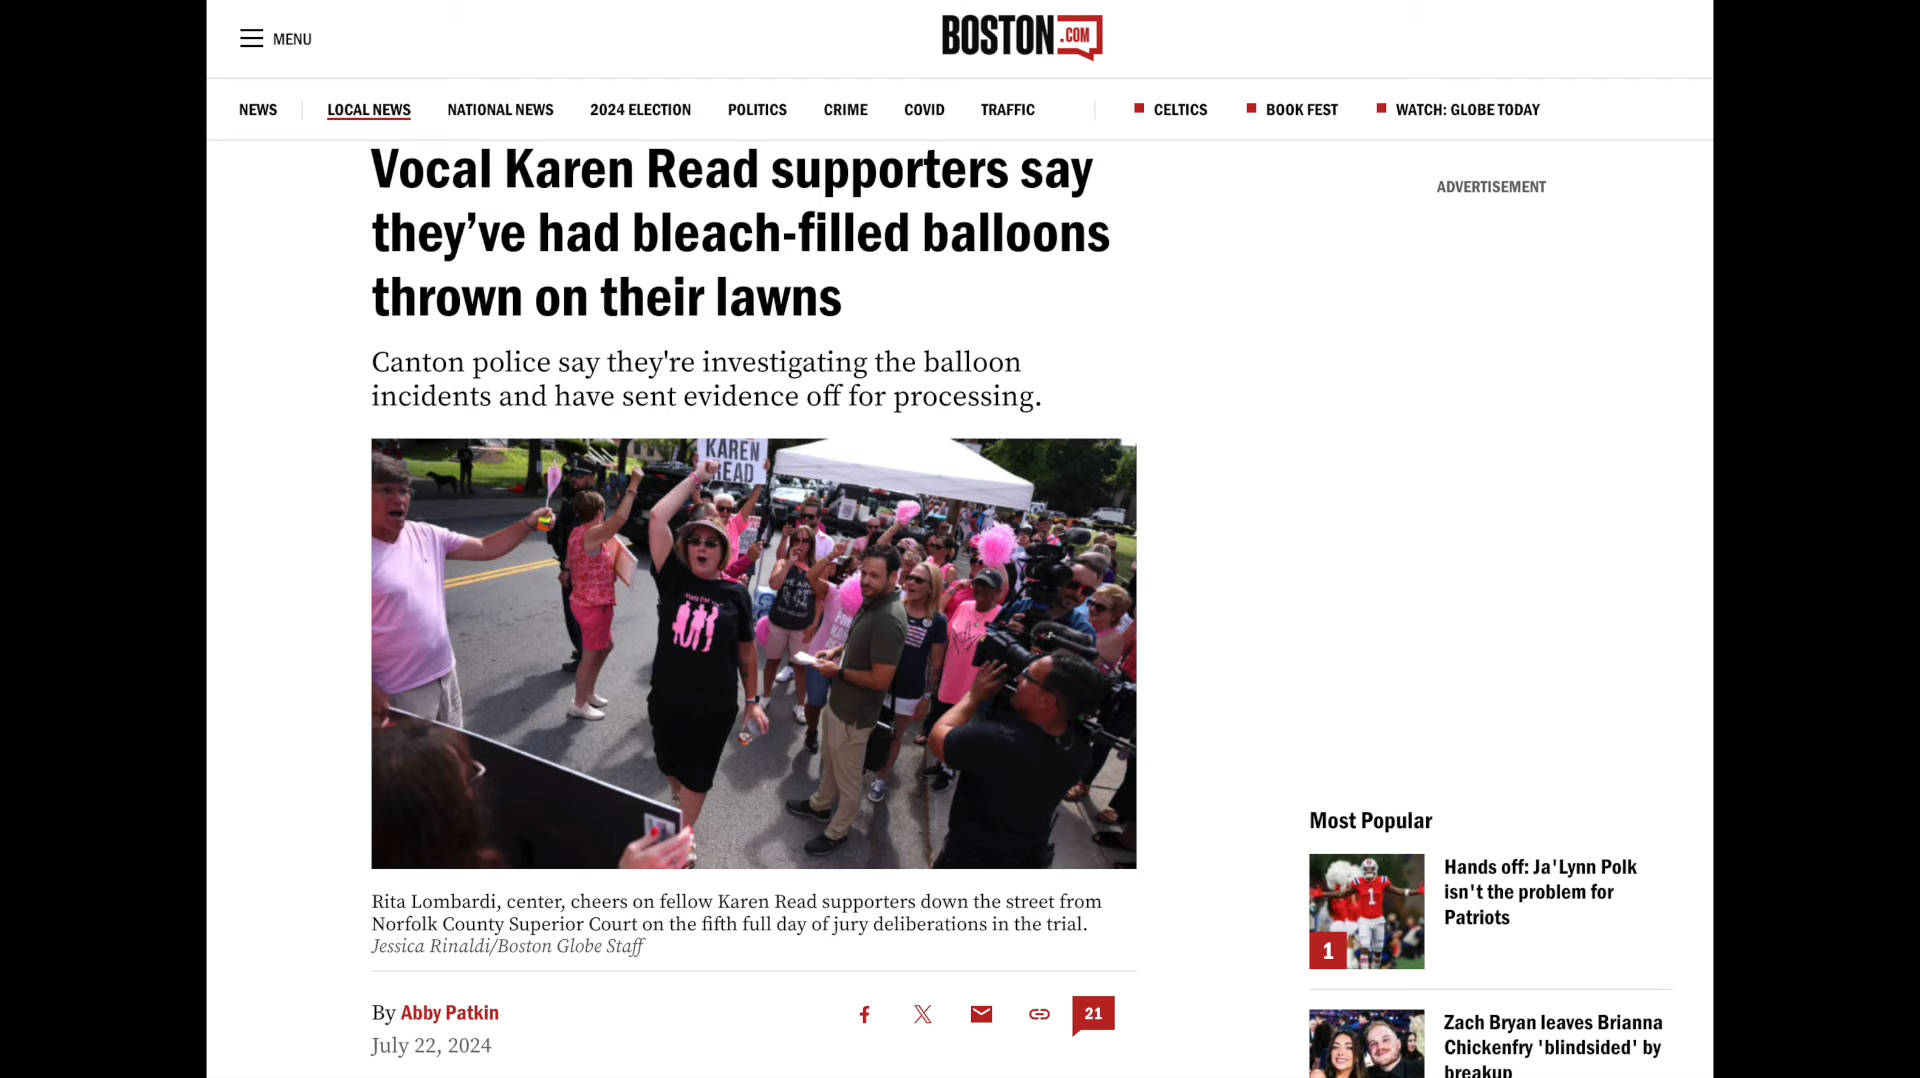 MENU
BOSTON.COM
NEWS
LOCAL NEWS
NATIONAL NEWS
2024 ELECTION
POLITICS
CRIME
COVID
TRAFFIC
CELTICS
BOOK FEST
WATCH: GLOBE TODAY
Vocal Karen Read supporters say
they’ve had bleach-filled balloons
thrown on their lawns
Canton police say they're investigating the balloon
incidents and have sent evidence off for processing.
KAREN
READ
Rita Lombardi, center, cheers on fellow Karen Read supporters down the street from
Norfolk County Superior Court on the fifth full day of jury deliberations in the trial.
Jessica Rinaldi/Boston Globe Staff
By Abby Patkin
21
July 22, 2024
ADVERTISEMENT
Most Popular
1
Hands off: Ja'Lynn Polk
isn't the problem for
Patriots
Zach Bryan leaves Brianna
Chickenfry 'blindsided' by
breakup